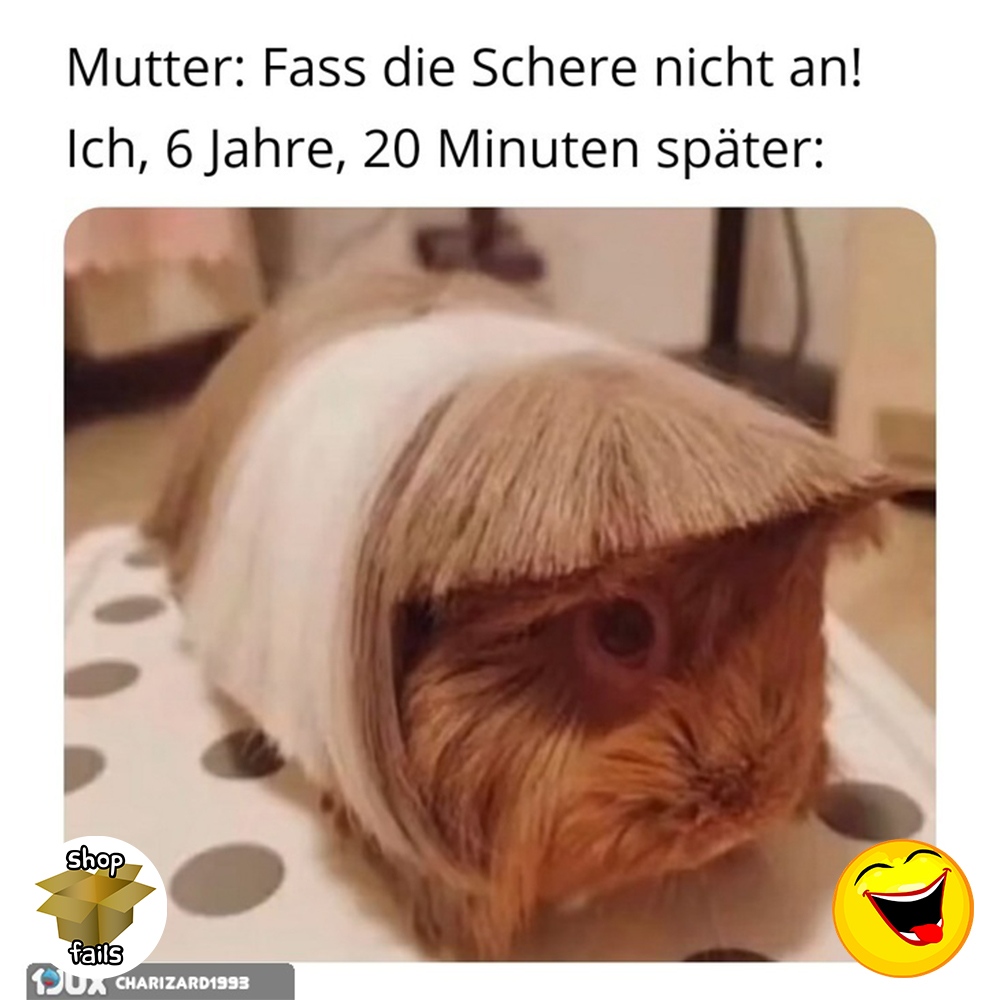 Mutter: Fass die Schere nicht an!
Ich, 6 Jahre, 20 Minuten später:
shop
fails
CHARIZARD1993